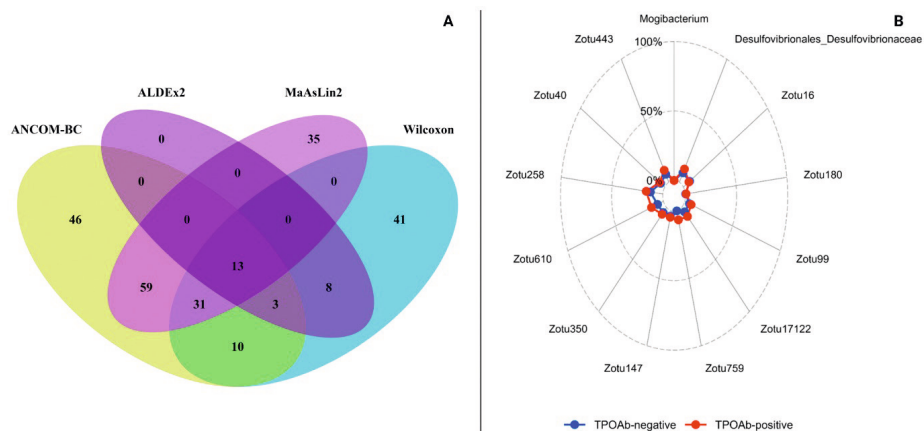 A
ALDEx2
MaAsLin2
ANCOM-BC
Wilcoxon
0
35
0
0
0
46
0
0
41
13
59
31
3
8
10
B
Mogibacterium
100%
Zotu443
Desulfovibrionales_Desulfovibrionaceae
Zotu40
Zotu16
50%
Zotu258
0%
Zotu180
Zotu610
Zotu99
Zotu350
Zotu17122
Zotu147
Zotu759
TPOAb-negative
TPOAb-positive